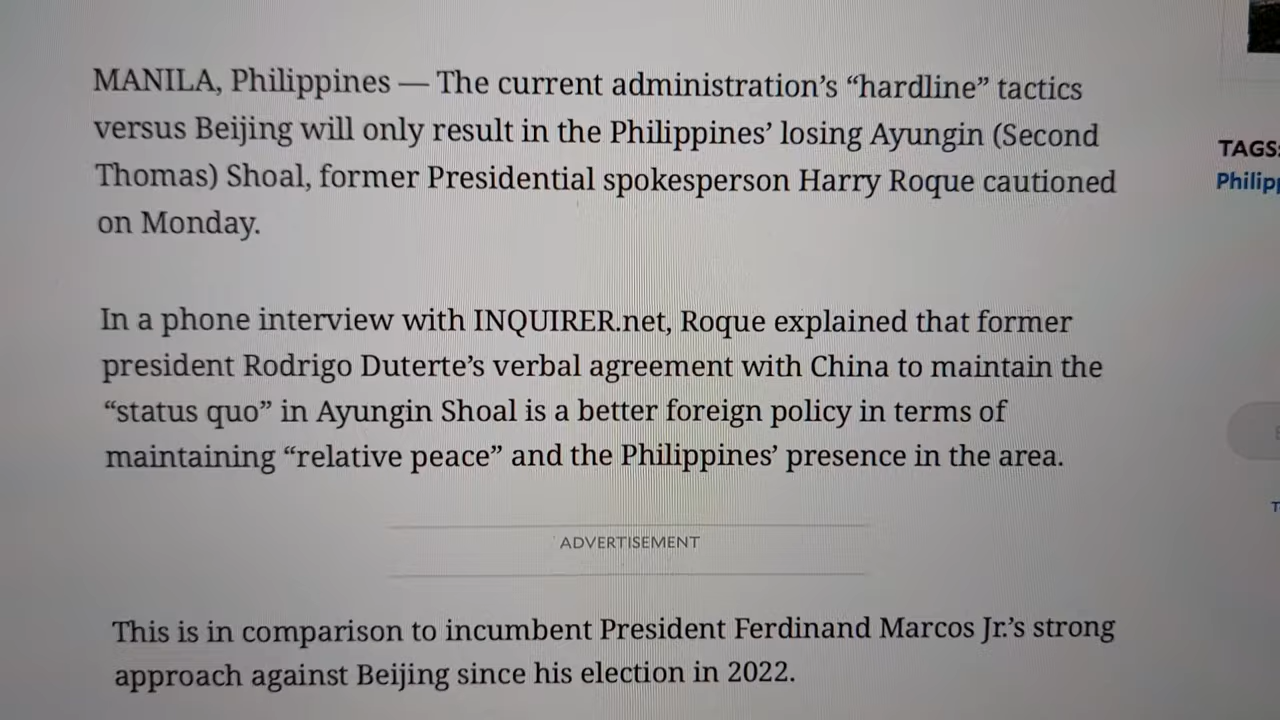 MANILA, Philippines — The current administration’s “hardline” tactics
versus Beijing will only result in the Philippines’ losing Ayungin (Second
Thomas) Shoal, former Presidential spokesperson Harry Roque cautioned
on Monday.
In a phone interview with INQUIRER.net, Roque explained that former
president Rodrigo Duterte’s verbal agreement with China to maintain the
“status quo” in Ayungin Shoal is a better foreign policy in terms of
maintaining “relative peace” and the Philippines’ presence in the area.
ADVERTISEMENT
This is in comparison to incumbent President Ferdinand Marcos Jr.’s strong
approach against Beijing since his election in 2022.
TAGS: